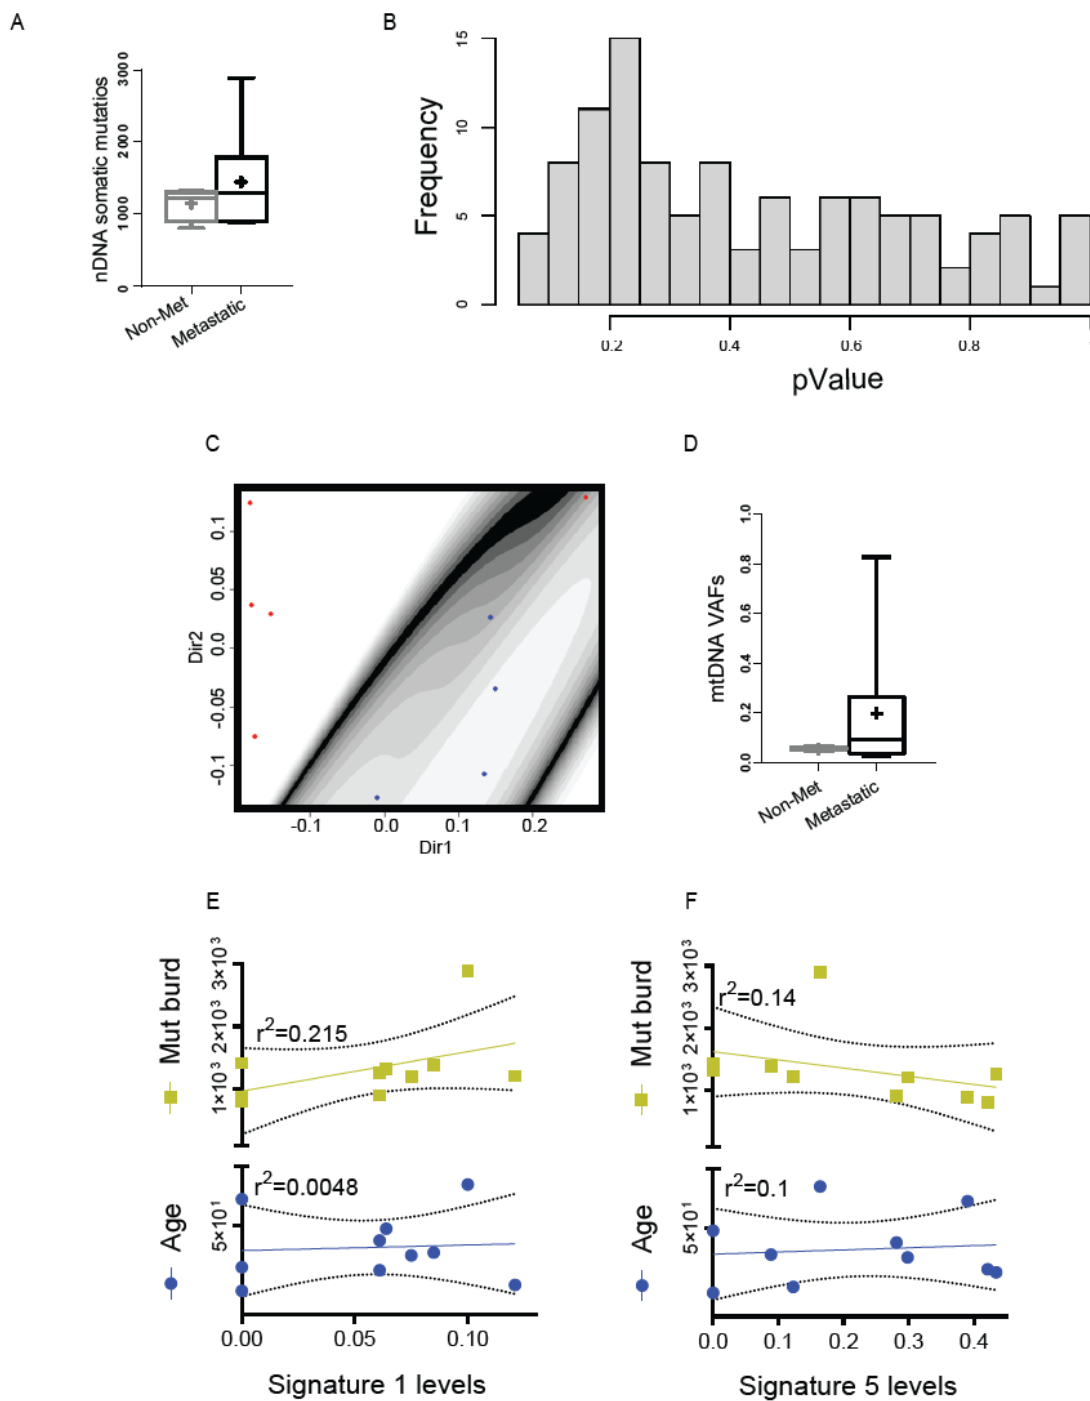 A
B
nDNA somatic mutatios
0
1000
2000
3000
Non-Met
Metastatic
Frequency
0
5
10
15
0.2
0.4
0.6
0.8
pValue
C
D
Dir2
0.1
0.05
0.0
-0.05
-0.1
-0.1
0.0
0.1
0.2
Dir1
mtDNA VAFs
0.0
0.2
0.4
0.6
0.8
1.0
Non-Met
Metastatic
E
F
Mut burd
1×10³
2×10³
3×10³
r²=0.215
Age
5×10¹
r²=0.0048
0.00
0.05
0.10
Signature 1 levels
Mut burd
1×10³
2×10³
3×10³
r²=0.14
Age
5×10¹
r²=0.1
0.0
0.1
0.2
0.3
0.4
Signature 5 levels